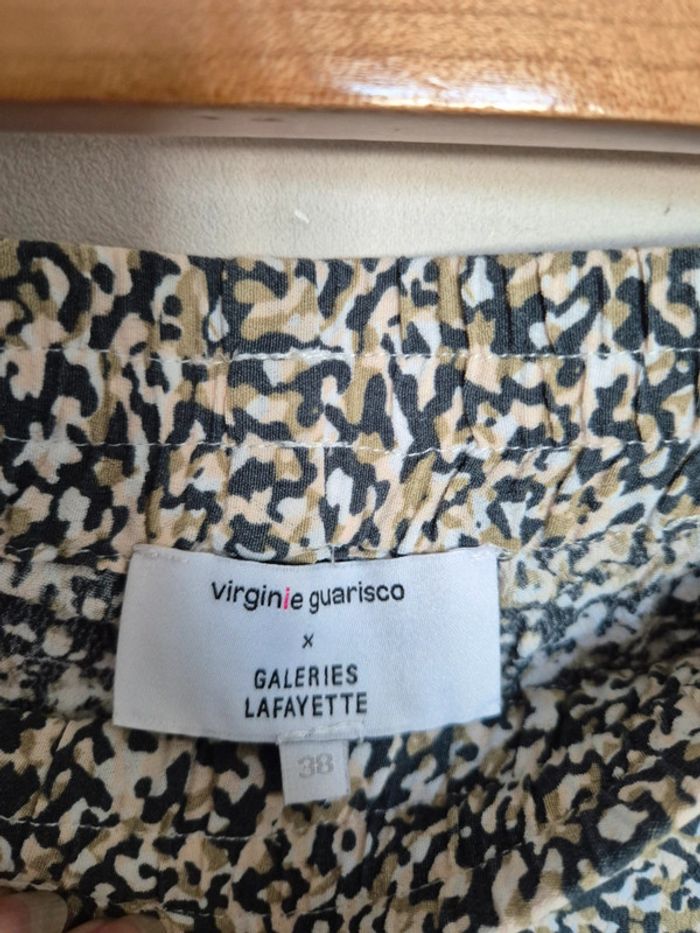 virginie guarisco
x
GALERIES
LAFAYETTE
38